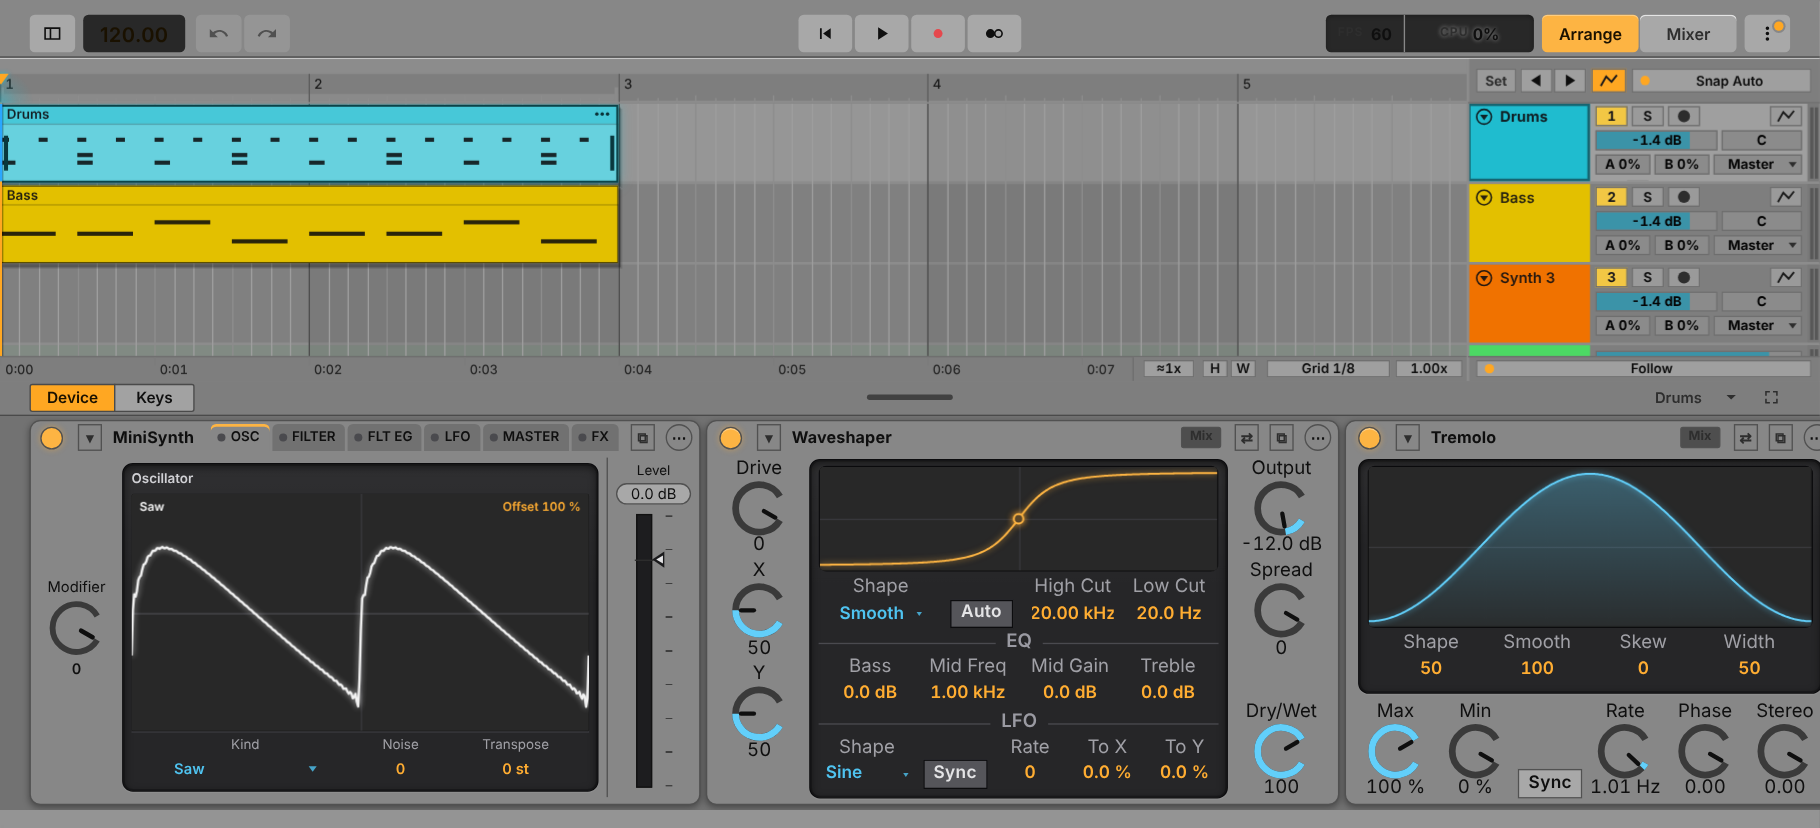 120.00
FPS 60
CPU 0%
Arrange
Mixer
1 2 3 4 5
Set
Snap Auto
Drums
Drums
1 S
-1.4 dB C
A 0% B 0% Master
Bass
Bass
2 S
-1.4 dB C
A 0% B 0% Master
Synth 3
3 S
-1.4 dB C
A 0% B 0% Master
0:00 0:01 0:02 0:03 0:04 0:05 0:06 0:07
≈1x H W Grid 1/8 1.00x
Follow
Device Keys
Drums
MiniSynth OSC FILTER FLT EG LFO MASTER FX
Modifier
0
Oscillator
Saw
Offset 100 %
Kind Noise Transpose
Saw 0 0 st
Level
0.0 dB
Waveshaper
Mix
Drive
0
X
50
Y
50
Shape High Cut Low Cut
Smooth Auto 20.00 kHz 20.0 Hz
EQ
Bass Mid Freq Mid Gain Treble
0.0 dB 1.00 kHz 0.0 dB 0.0 dB
LFO
Shape Rate To X To Y
Sine Sync 0 0.0 % 0.0 %
Output
-12.0 dB
Spread
0
Dry/Wet
100
Tremolo
Mix
Shape Smooth Skew Width
50 100 0 50
Max Min Rate Phase Stereo
100 % 0 % Sync 1.01 Hz 0.00 0.00